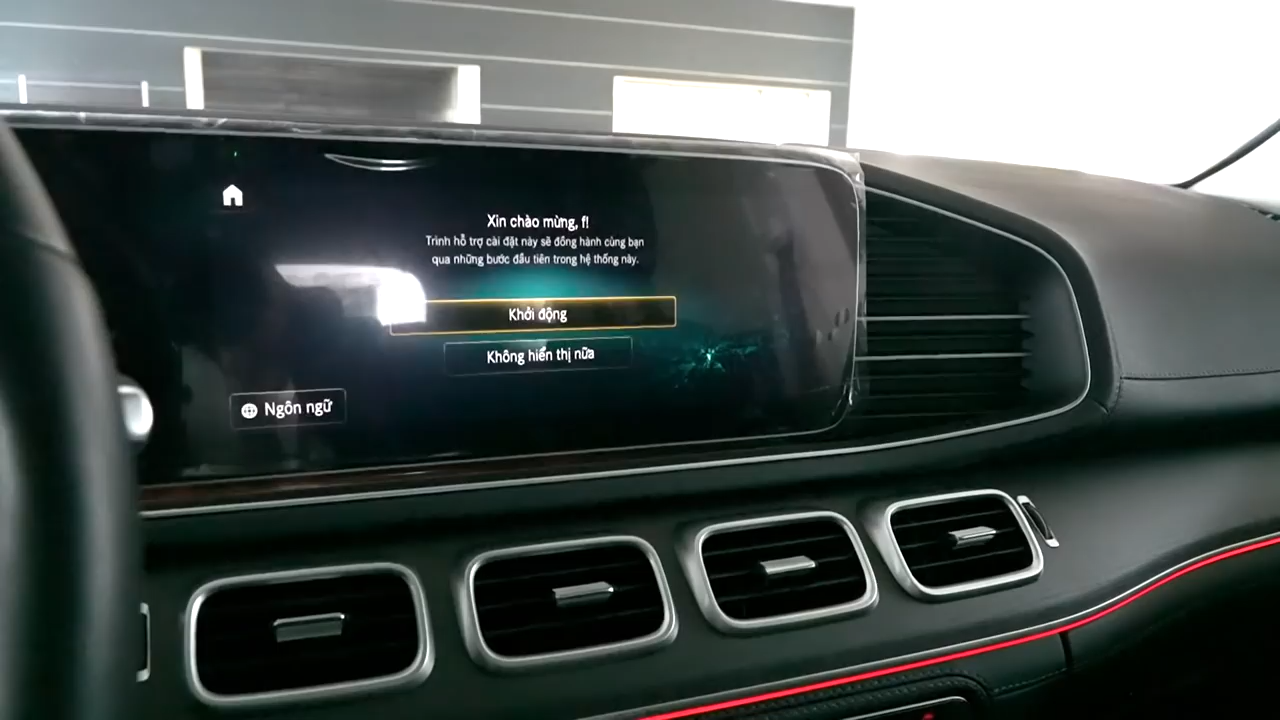 Xin chào mừng, f!
Trình hỗ trợ cài đặt này sẽ đồng hành cùng bạn
qua những bước đầu tiên trong hệ thống này.
Khởi động
Không hiển thị nữa
Ngôn ngữ